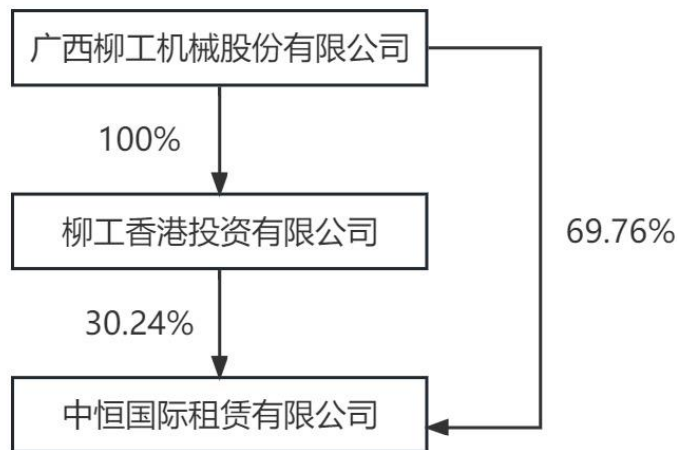 广西柳工机械股份有限公司
100%
柳工香港投资有限公司
69.76%
30.24%
中恒国际租赁有限公司